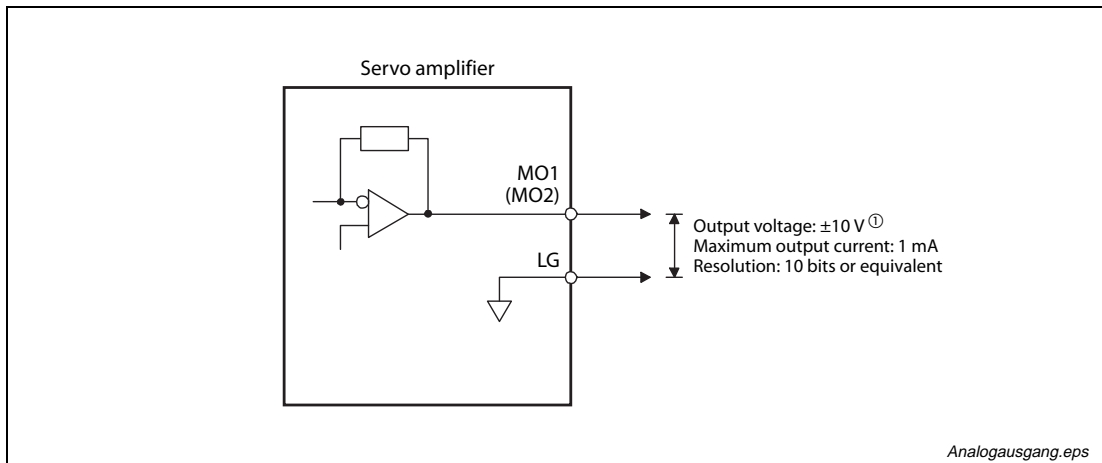 Servo amplifier
MO1
(MO2)
LG
Output voltage: ±10 V ①
Maximum output current: 1 mA
Resolution: 10 bits or equivalent
Analogausgang.eps